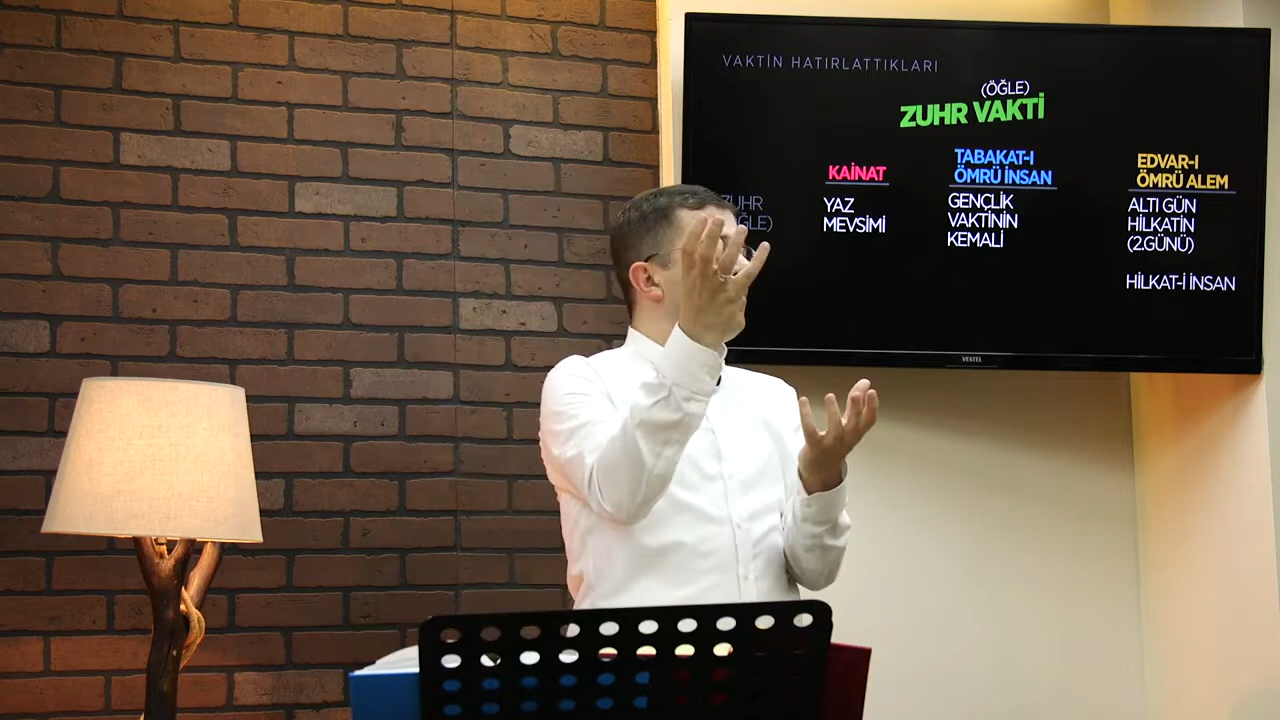 VAKTİN HATIRLATTIKLARI
(ÖĞLE)
ZUHR VAKTİ
KAİNAT
TABAKAT-I
ÖMRÜ İNSAN
EDVAR-I
ÖMRÜ ALEM
ZUHR
YAZ
MEVSİMİ
GENÇLİK
VAKTİNİN
KEMALİ
ALTI GÜN
HİLKATİN
(2.GÜNÜ)
HİLKAT-İ İNSAN
VESTEL